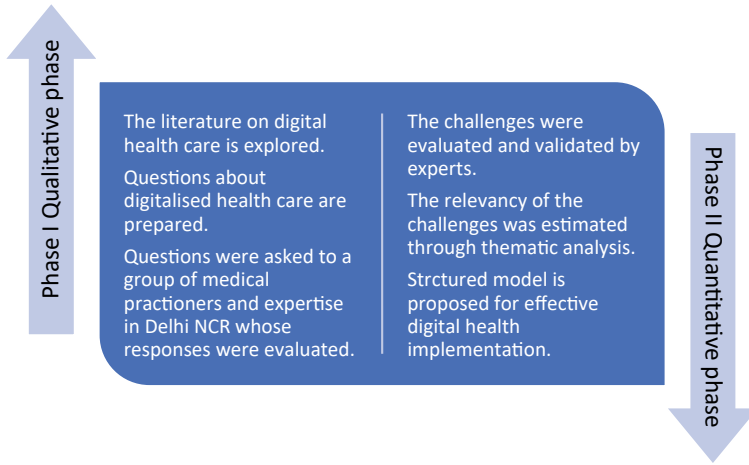 Phase I Qualitative phase
The literature on digital
health care is explored.
Questions about
digitalised health care are
prepared.
Questions were asked to a
group of medical
practioners and expertise
in Delhi NCR whose
responses were evaluated.
The challenges were
evaluated and validated by
experts.
The relevancy of the
challenges was estimated
through thematic analysis.
Strctured model is
proposed for effective
digital health
implementation.
Phase II Quantitative phase